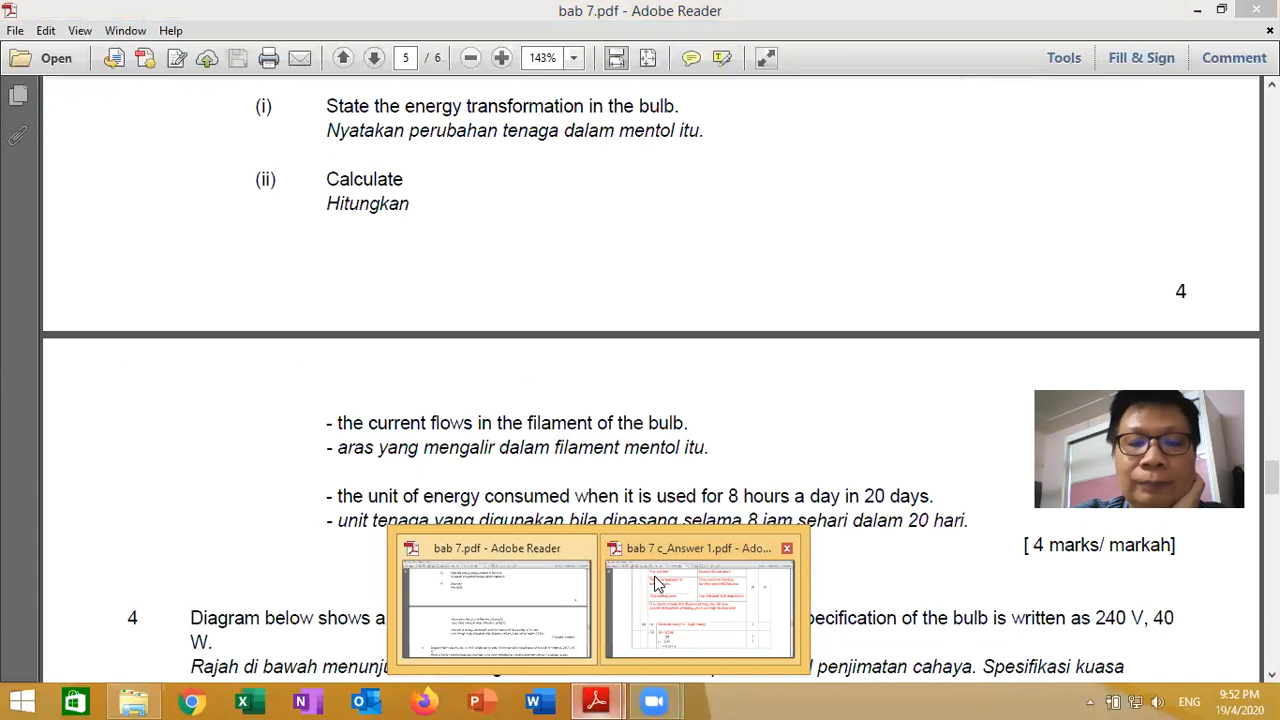 bab 7.pdf - Adobe Reader
File Edit View Window Help
Open 5 / 6 143% Tools Fill & Sign Comment
(i) State the energy transformation in the bulb.
Nyatakan perubahan tenaga dalam mentol itu.
(ii) Calculate
Hitungkan
4
- the current flows in the filament of the bulb.
- aras yang mengalir dalam filament mentol itu.
- the unit of energy consumed when it is used for 8 hours a day in 20 days.
- unit tenaga yang digunakan bila dipasang selama 8 jam sehari dalam 20 hari.
[ 4 marks/ markah]
bab 7.pdf - Adobe Reader
bab 7 c_Answer 1.pdf - Ado...
4 Diagram below shows a pecification of the bulb is written as 240 V, 40
W.
Rajah di bawah menunju penjimatan cahaya. Spesifikasi kuasa
ENG
9:52 PM
19/4/2020